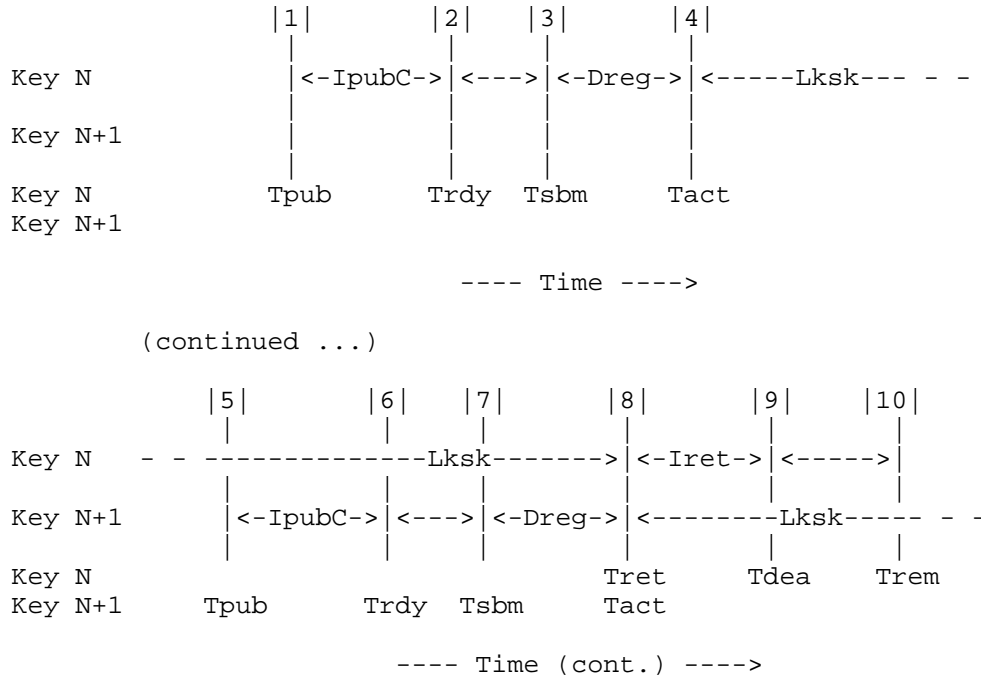 |1|      |2|   |3|      |4|
Key N |<-IpubC->|<--->|<-Dreg->|<-----Lksk--- - -
Key N+1
Key N Tpub Trdy Tsbm Tact
Key N+1
---- Time ---->
(continued ...)
|5|      |6|   |7|      |8|      |9|    |10|
Key N - - --------------Lksk------->|<-Iret->|<----->|
Key N+1 |<-IpubC->|<--->|<-Dreg->|<--------Lksk----- - -
Key N Tret Tdea Trem
Key N+1 Tpub Trdy Tsbm Tact
---- Time (cont.) ---->